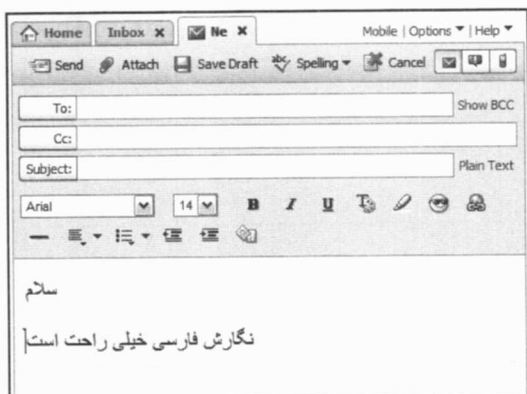 Home Inbox x Ne x Mobile | Options | Help
Send Attach Save Draft Spelling Cancel
To: Show BCC
Cc:
Subject: Plain Text
Arial 14 B I U
سلام
نگارش فارسی خیلی راحت است